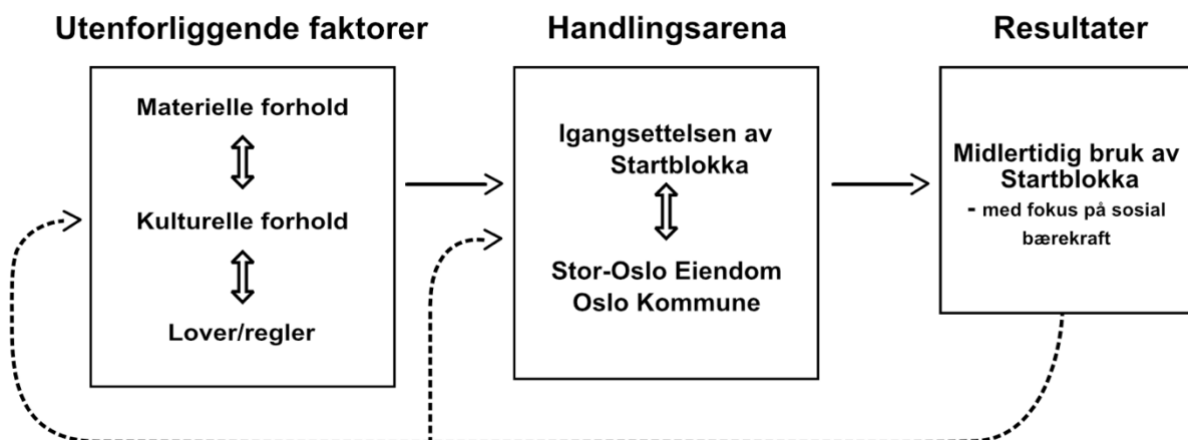 Utenforliggende faktorer
Materielle forhold
Kulturelle forhold
Lover/regler
Handlingsarena
Igangsettelsen av
Startblokka
Stor-Oslo Eiendom
Oslo Kommune
Resultater
Midlertidig bruk av
Startblokka
- med fokus på sosial
bærekraft